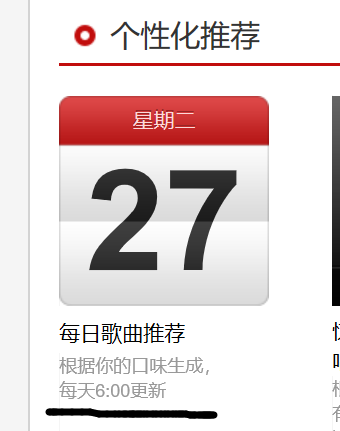 个性化推荐
星期二
27
每日歌曲推荐
根据你的口味生成，
每天6:00更新